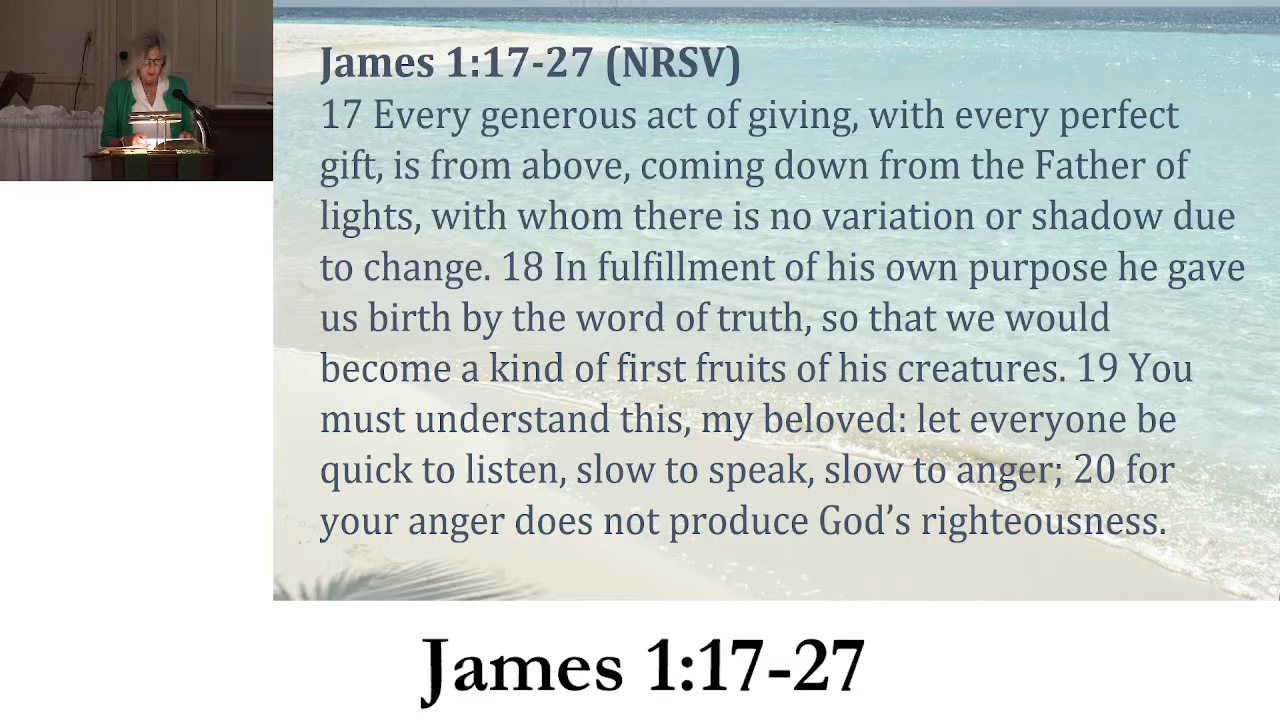 James 1:17-27 (NRSV)
17 Every generous act of giving, with every perfect
gift, is from above, coming down from the Father of
lights, with whom there is no variation or shadow due
to change. 18 In fulfillment of his own purpose he gave
us birth by the word of truth, so that we would
become a kind of first fruits of his creatures. 19 You
must understand this, my beloved: let everyone be
quick to listen, slow to speak, slow to anger; 20 for
your anger does not produce God’s righteousness.
James 1:17-27